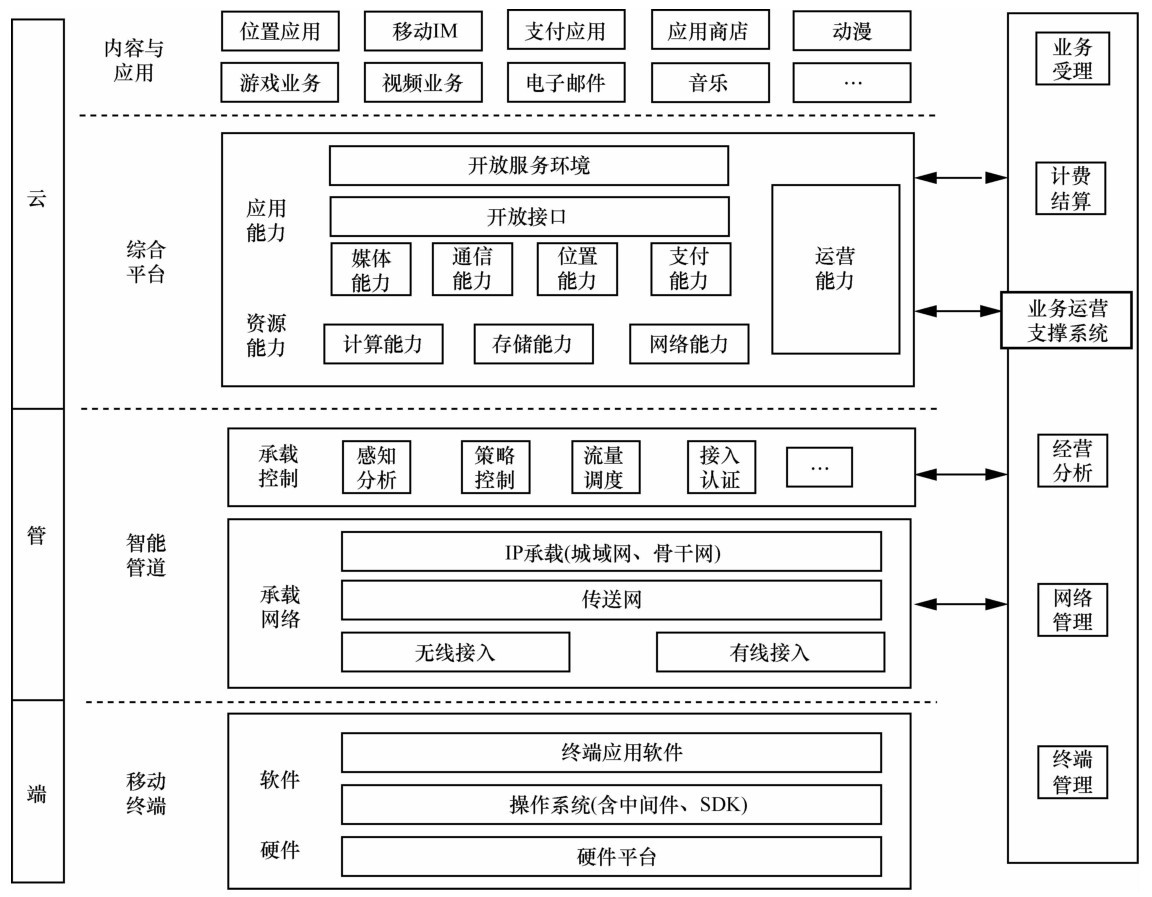 云
内容与
应用
位置应用
移动IM
支付应用
应用商店
动漫
游戏业务
视频业务
电子邮件
音乐
…
综合
平台
应用
能力
开放服务环境
开放接口
媒体
能力
通信
能力
位置
能力
支付
能力
资源
能力
计算能力
存储能力
网络能力
运营
能力
管
智能
管道
承载
控制
感知
分析
策略
控制
流量
调度
接入
认证
…
承载
网络
IP承载(城域网、骨干网)
传送网
无线接入
有线接入
端
移动
终端
软件
终端应用软件
操作系统(含中间件、SDK)
硬件
硬件平台
业务
受理
计费
结算
业务运营
支撑系统
经营
分析
网络
管理
终端
管理